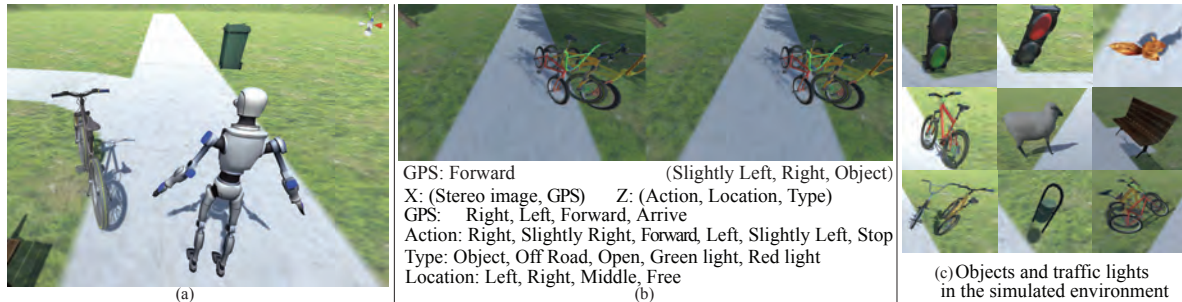 (a)
GPS: Forward (Slightly Left, Right, Object)
X: (Stereo image, GPS) Z: (Action, Location, Type)
GPS: Right, Left, Forward, Arrive
Action: Right, Slightly Right, Forward, Left, Slightly Left, Stop
Type: Object, Off Road, Open, Green light, Red light
Location: Left, Right, Middle, Free
(b)
(c) Objects and traffic lights
in the simulated environment